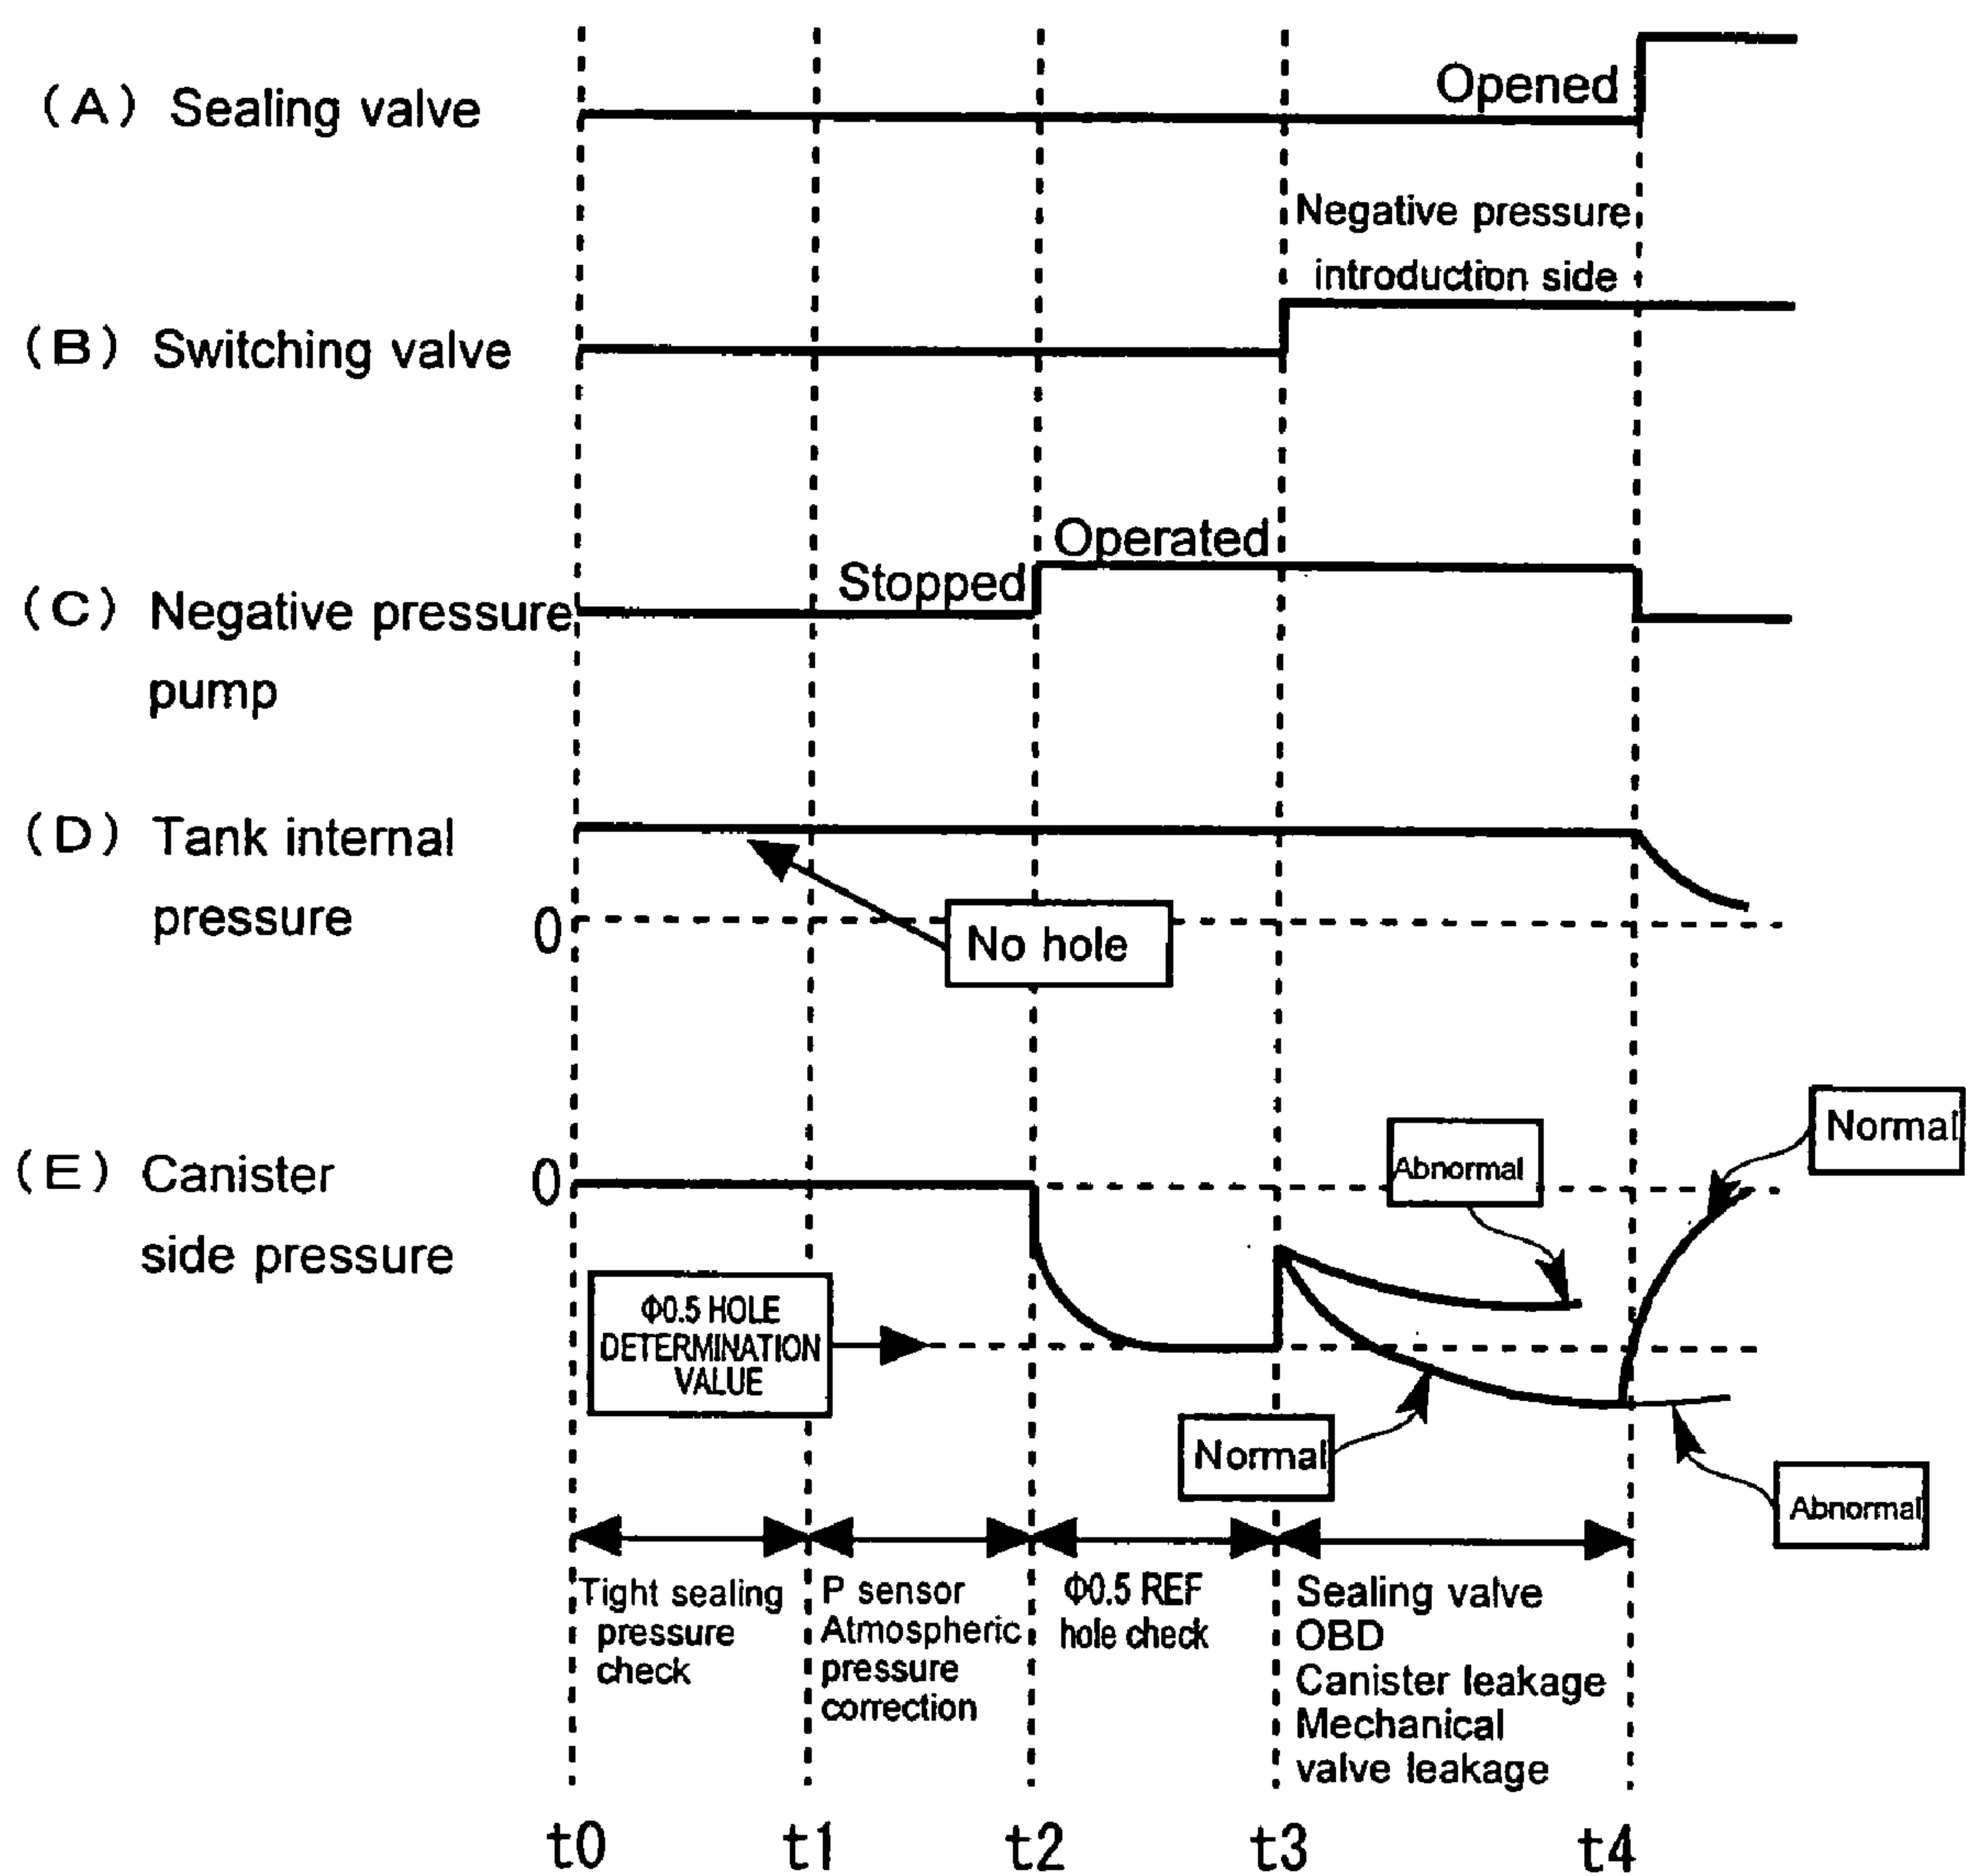 (A) Sealing valve
Opened
Negative pressure
introduction side
(B) Switching valve
Operated
Stopped
(C) Negative pressure
pump
(D) Tank internal
pressure
0
No hole
(E) Canister
side pressure
0
Abnormal
Normal
Φ0.5 HOLE
DETERMINATION
VALUE
Normal
Abnormal
Tight sealing
pressure
check
P sensor
Atmospheric
pressure
correction
Φ0.5 REF
hole check
Sealing valve
OBD
Canister leakage
Mechanical
valve leakage
t0 t1 t2 t3 t4